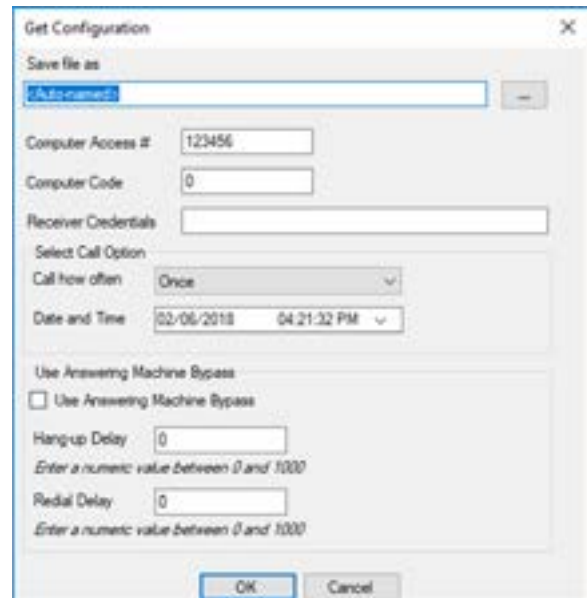 Get Configuration
Save file as
<Auto-named>
...
Computer Access # 123456
Computer Code 0
Receiver Credentials
Select Call Option
Call how often Once
Date and Time 02/06/2018 04:21:32 PM
Use Answering Machine Bypass
Use Answering Machine Bypass
Hang-up Delay 0
Enter a numeric value between 0 and 1000
Redial Delay 0
Enter a numeric value between 0 and 1000
OK Cancel